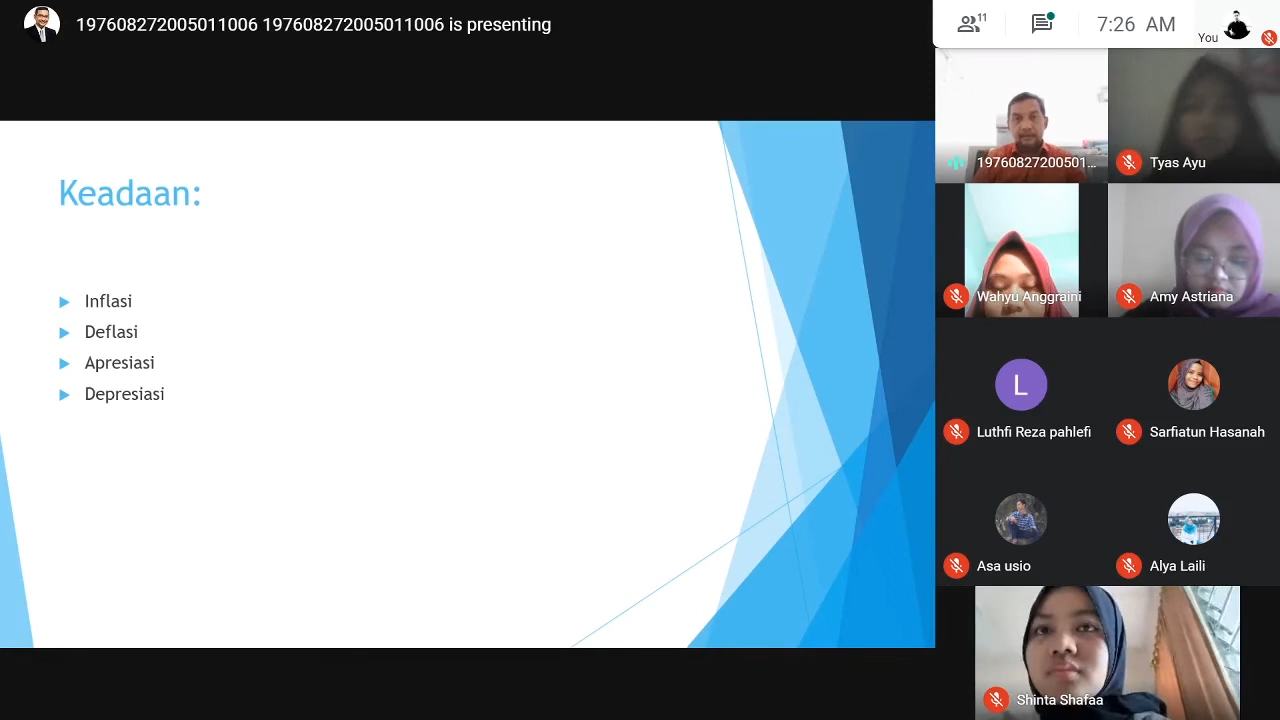 197608272005011006 197608272005011006 is presenting
11
7:26 AM
You
Keadaan:
Inflasi
Deflasi
Apresiasi
Depresiasi
19760827200501...
Tyas Ayu
Wahyu Anggraini
Amy Astriana
L
Luthfi Reza pahlefi
Sarfiatun Hasanah
Asa usio
Alya Laili
Shinta Shafaa